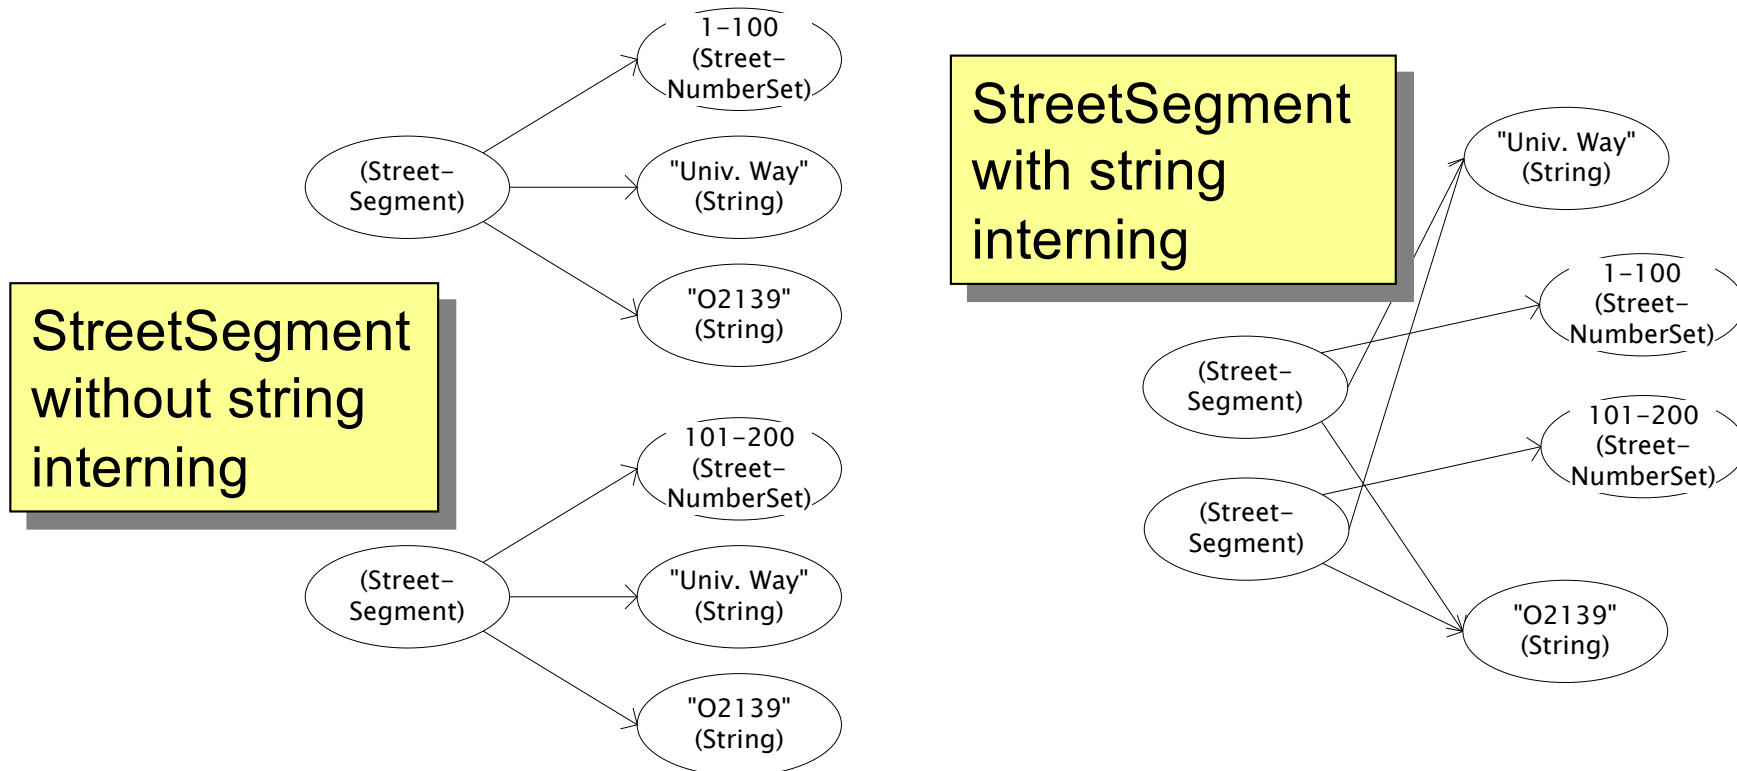 StreetSegment
without string
interning
(Street-
Segment)
1-100
(Street-
NumberSet)
"Univ. Way"
(String)
"O2139"
(String)
(Street-
Segment)
101-200
(Street-
NumberSet)
"Univ. Way"
(String)
"O2139"
(String)
StreetSegment
with string
interning
(Street-
Segment)
(Street-
Segment)
"Univ. Way"
(String)
1-100
(Street-
NumberSet)
101-200
(Street-
NumberSet)
"O2139"
(String)